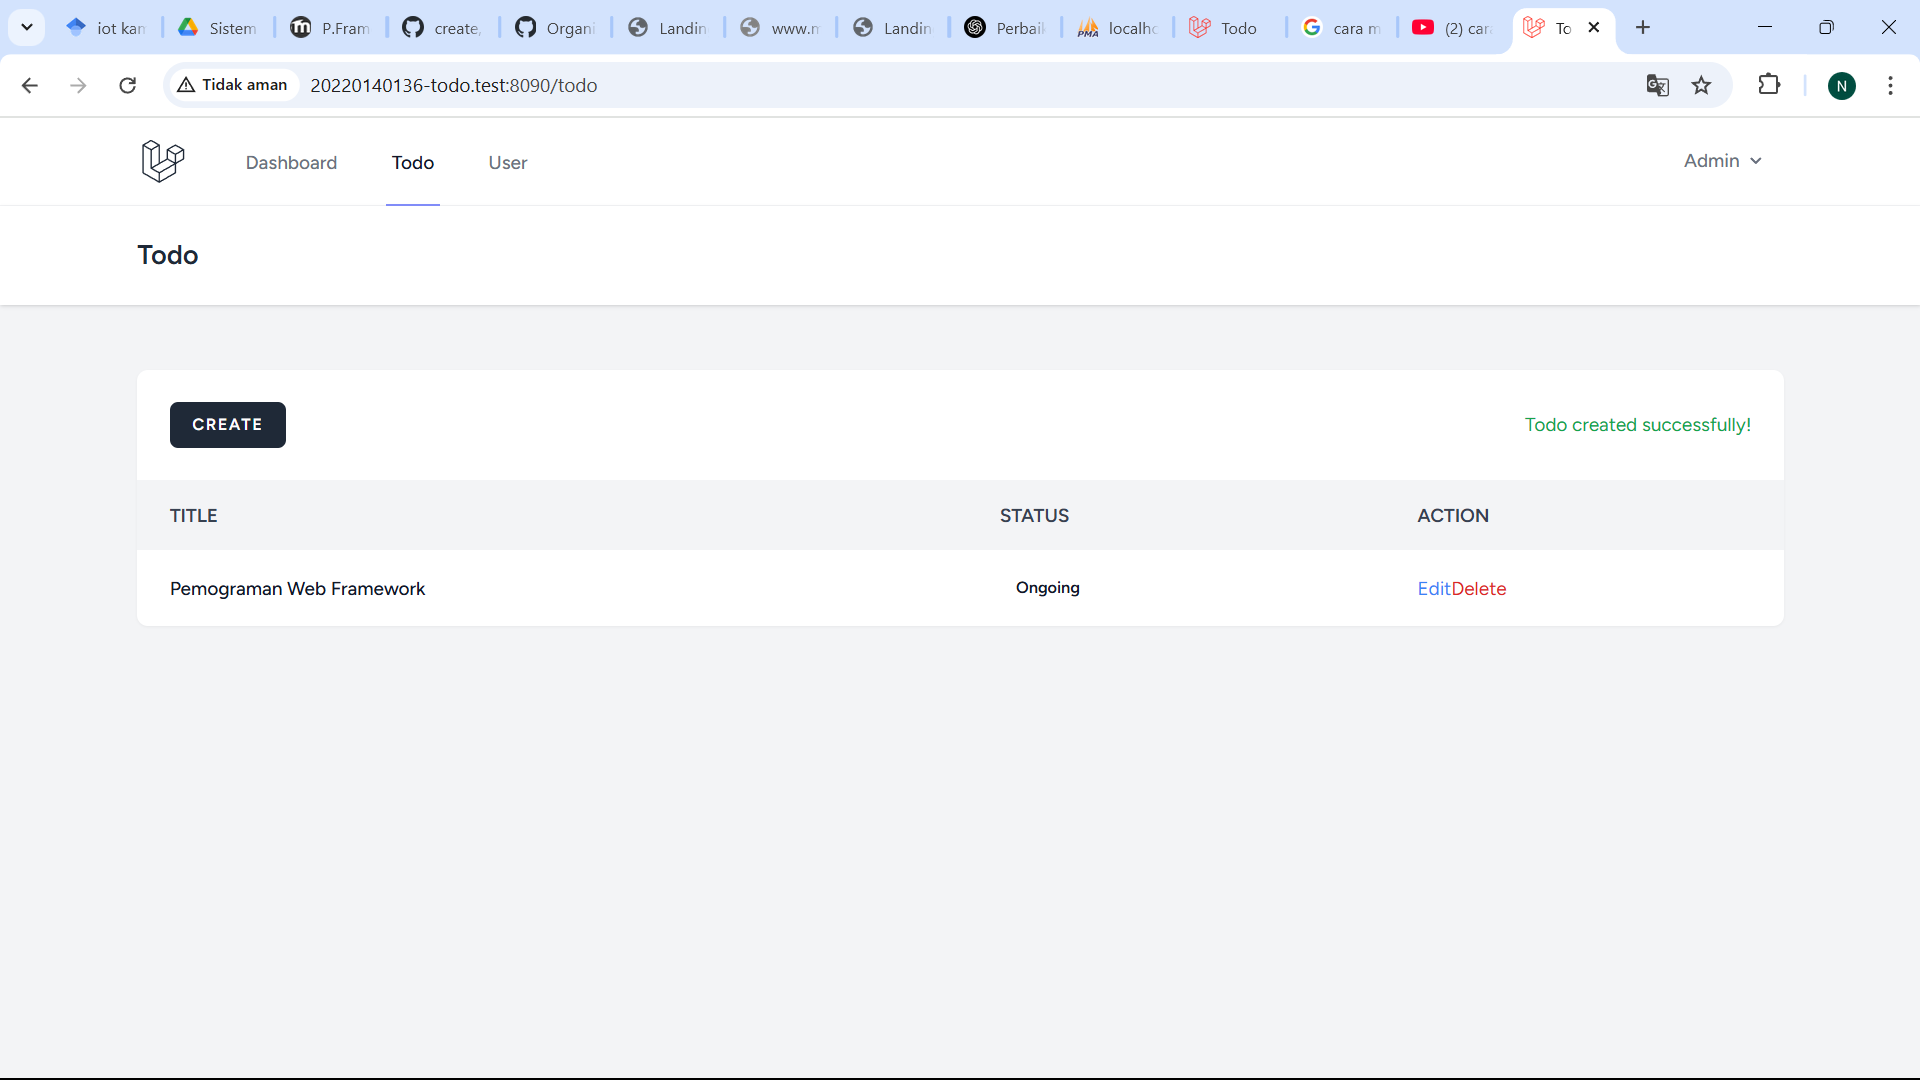 iot kan
Sistem
P.Fram
create,
Organi
Landin
www.m
Landin
Perbaik
localhc
Todo
cara m
(2) cara
To
Tidak aman
20220140136-todo.test:8090/todo
N
Dashboard
Todo
User
Admin
Todo
CREATE
Todo created successfully!
TITLE
STATUS
ACTION
Pemograman Web Framework
Ongoing
EditDelete